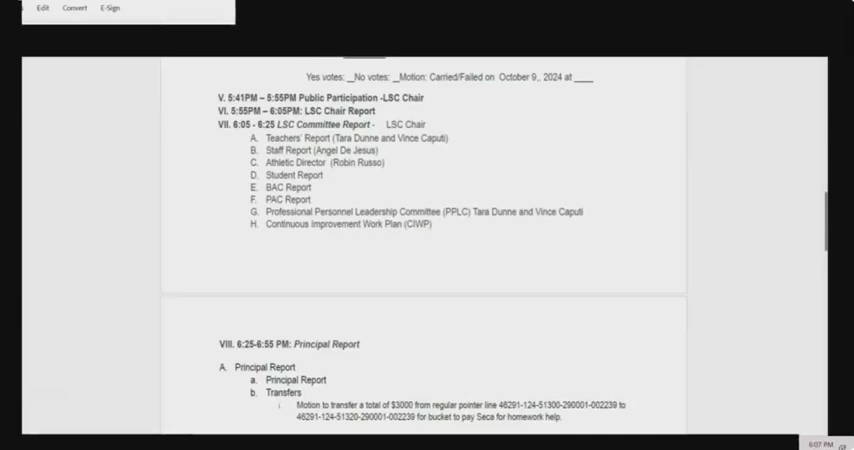 Edit Convert E-Sign
Yes votes: _No votes: _Motion: Carried/Failed on October 9,, 2024 at ____
V. 5:41PM – 5:55PM Public Participation -LSC Chair
VI. 5:55PM – 6:05PM: LSC Chair Report
VII. 6:05 - 6:25 LSC Committee Report - LSC Chair
A. Teachers' Report (Tara Dunne and Vince Caputi)
B. Staff Report (Angel De Jesus)
C. Athletic Director (Robin Russo)
D. Student Report
E. BAC Report
F. PAC Report
G. Professional Personnel Leadership Committee (PPLC) Tara Dunne and Vince Caputi
H. Continuous Improvement Work Plan (CIWP)
VIII. 6:25-6:55 PM: Principal Report
A. Principal Report
a. Principal Report
b. Transfers
i. Motion to transfer a total of $3000 from regular pointer line 46291-124-51300-290001-002239 to
46291-124-51320-290001-002239 for bucket to pay Seca for homework help.
6:07 PM